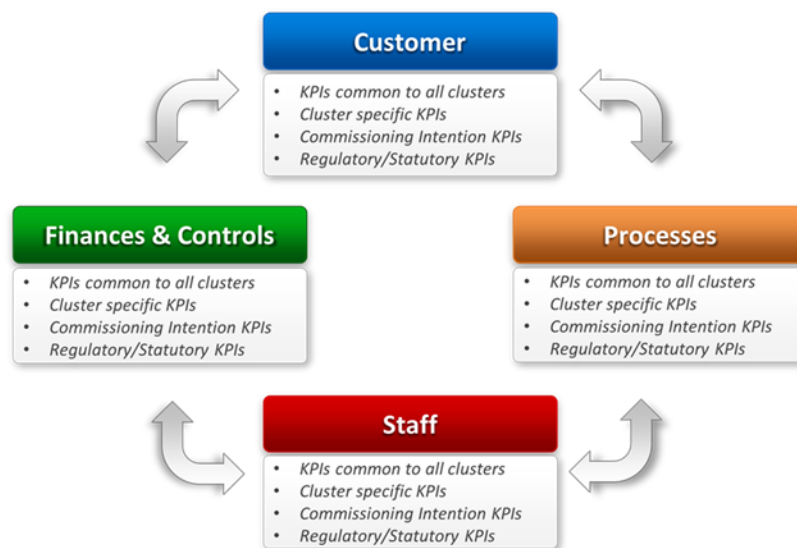 Customer
• KPIs common to all clusters
• Cluster specific KPIs
• Commissioning Intention KPIs
• Regulatory/Statutory KPIs
Finances & Controls
• KPIs common to all clusters
• Cluster specific KPIs
• Commissioning Intention KPIs
• Regulatory/Statutory KPIs
Processes
• KPIs common to all clusters
• Cluster specific KPIs
• Commissioning Intention KPIs
• Regulatory/Statutory KPIs
Staff
• KPIs common to all clusters
• Cluster specific KPIs
• Commissioning Intention KPIs
• Regulatory/Statutory KPIs